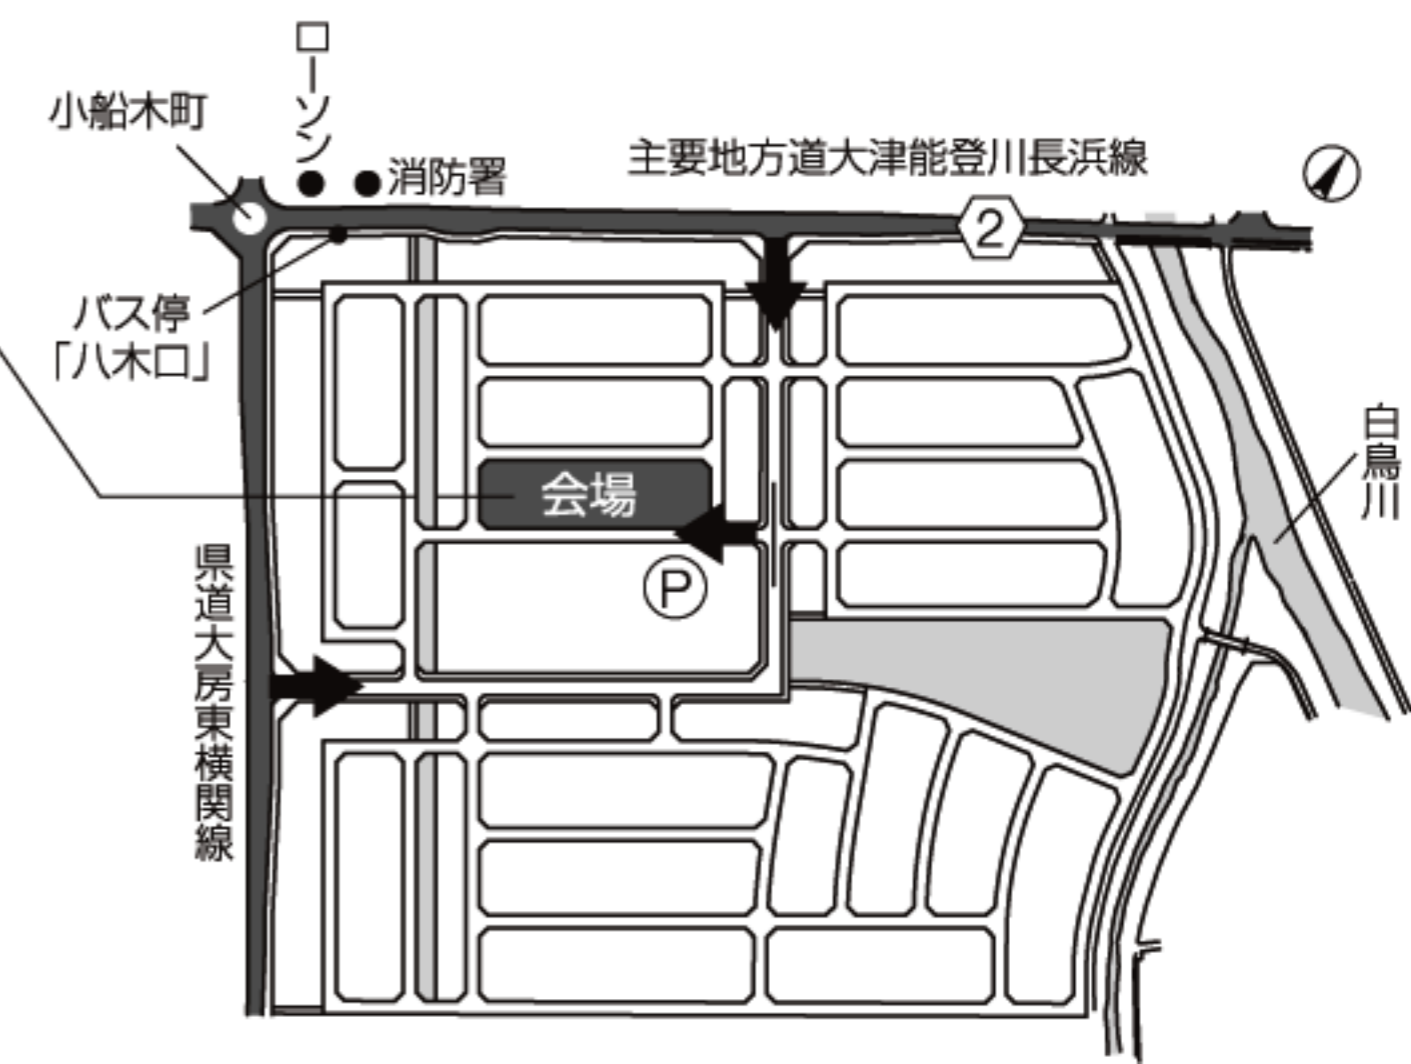 ローソン
小船木町
消防署
主要地方道大津能登川長浜線
2
バス停
「八木口」
白鳥川
会場
P
県道大房東横関線